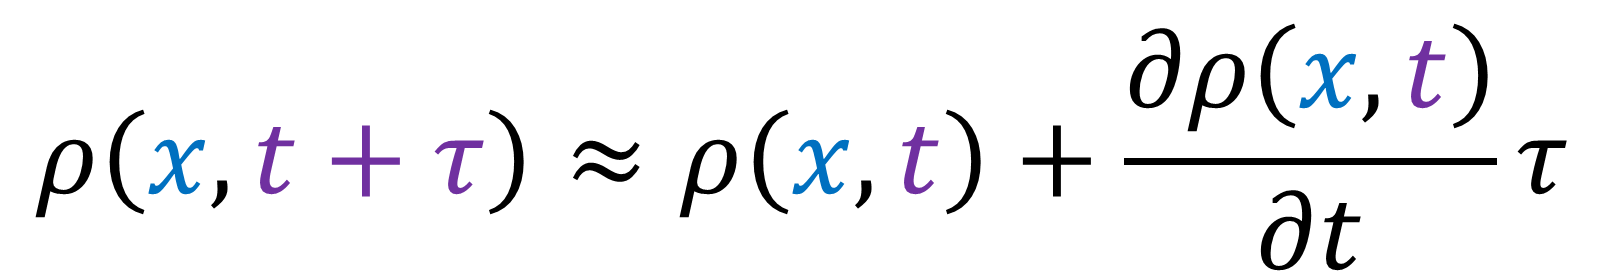 ρ(x, t + τ) ≈ ρ(x, t) + ∂ρ(x, t)/∂t τ